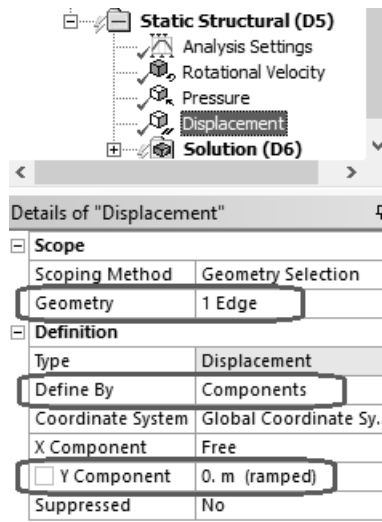 Static Structural (D5)
Analysis Settings
Rotational Velocity
Pressure
Displacement
Solution (D6)
Details of "Displacement"
Scope
Scoping Method Geometry Selection
Geometry 1 Edge
Definition
Type Displacement
Define By Components
Coordinate System Global Coordinate Sy..
X Component Free
Y Component 0. m (ramped)
Suppressed No